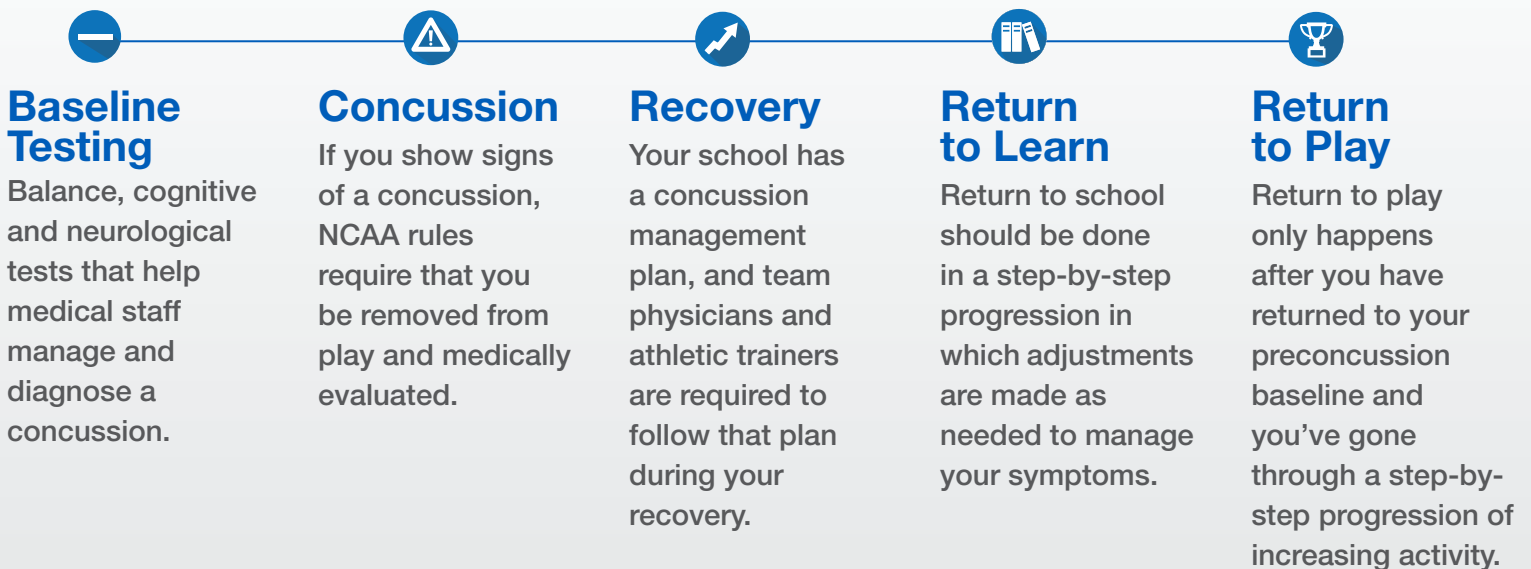 Baseline
Testing
Balance, cognitive
and neurological
tests that help
medical staff
manage and
diagnose a
concussion.
Concussion
If you show signs
of a concussion,
NCAA rules
require that you
be removed from
play and medically
evaluated.
Recovery
Your school has
a concussion
management
plan, and team
physicians and
athletic trainers
are required to
follow that plan
during your
recovery.
Return
to Learn
Return to school
should be done
in a step-by-step
progression in
which adjustments
are made as
needed to manage
your symptoms.
Return
to Play
Return to play
only happens
after you have
returned to your
preconcussion
baseline and
you’ve gone
through a step-by-
step progression of
increasing activity.